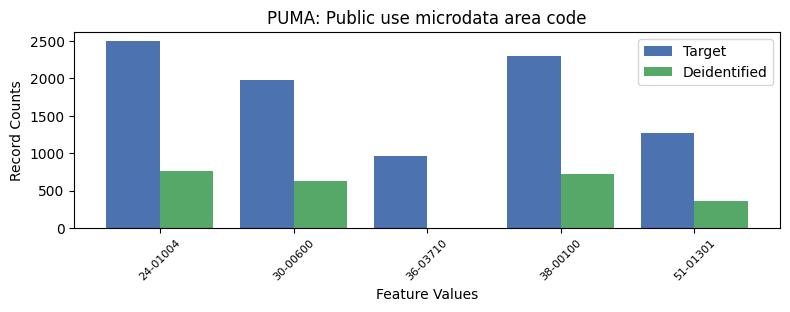 PUMA: Public use microdata area code
Target
Deidentified
Record Counts
2500
2000
1500
1000
500
0
24-01004
30-00600
36-03710
38-00100
51-01301
Feature Values